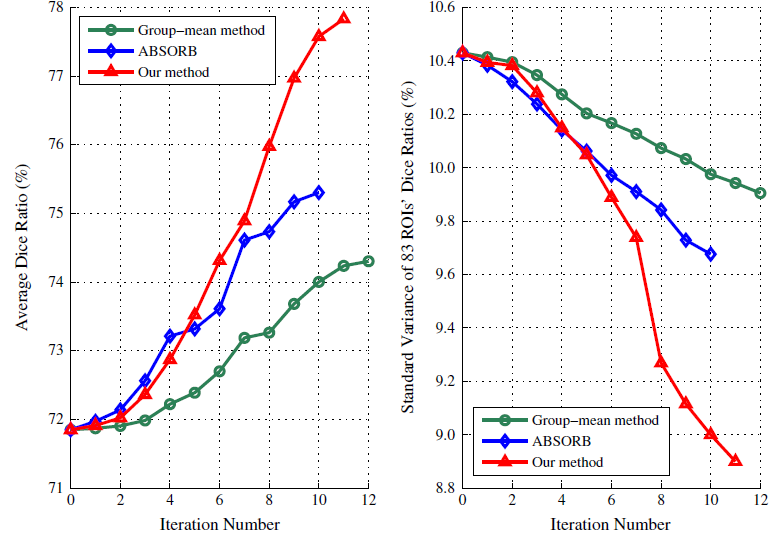 78
77
76
75
74
73
72
71
0 2 4 6 8 10 12
Average Dice Ratio (%)
Iteration Number
Group−mean method
ABSORB
Our method
10.6
10.4
10.2
10.0
9.8
9.6
9.4
9.2
9.0
8.8
0 2 4 6 8 10 12
Standard Variance of 83 ROIs' Dice Ratios (%)
Iteration Number
Group−mean method
ABSORB
Our method